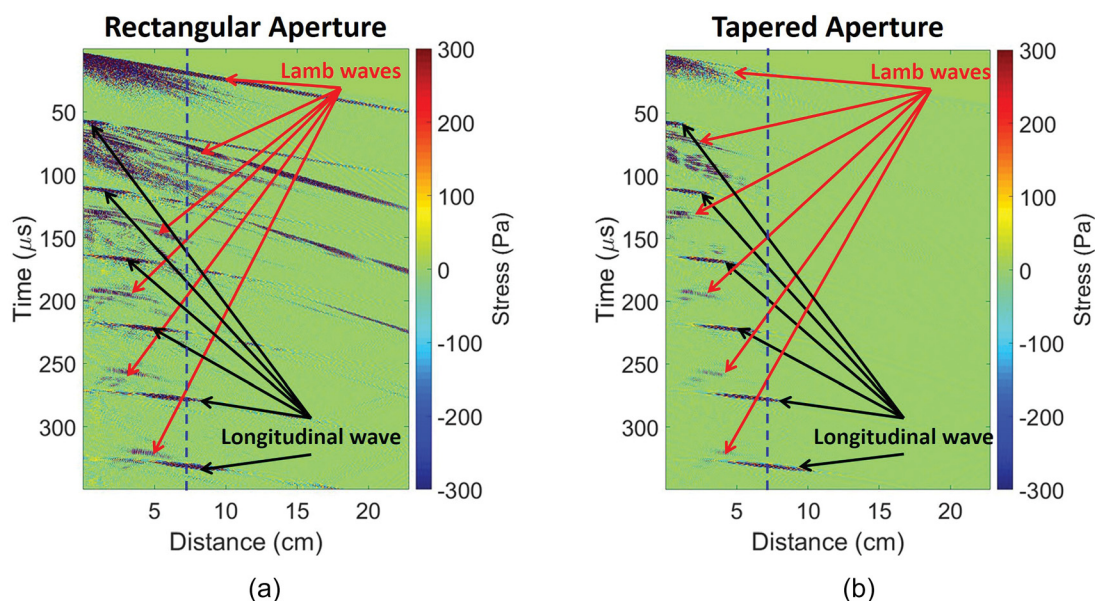 Rectangular Aperture
Lamb waves
Longitudinal wave
50
100
150
200
250
300
Time (μs)
5
10
15
20
Distance (cm)
300
200
100
0
-100
-200
-300
Stress (Pa)
(a)
Tapered Aperture
Lamb waves
Longitudinal wave
50
100
150
200
250
300
Time (μs)
5
10
15
20
Distance (cm)
300
200
100
0
-100
-200
-300
Stress (Pa)
(b)